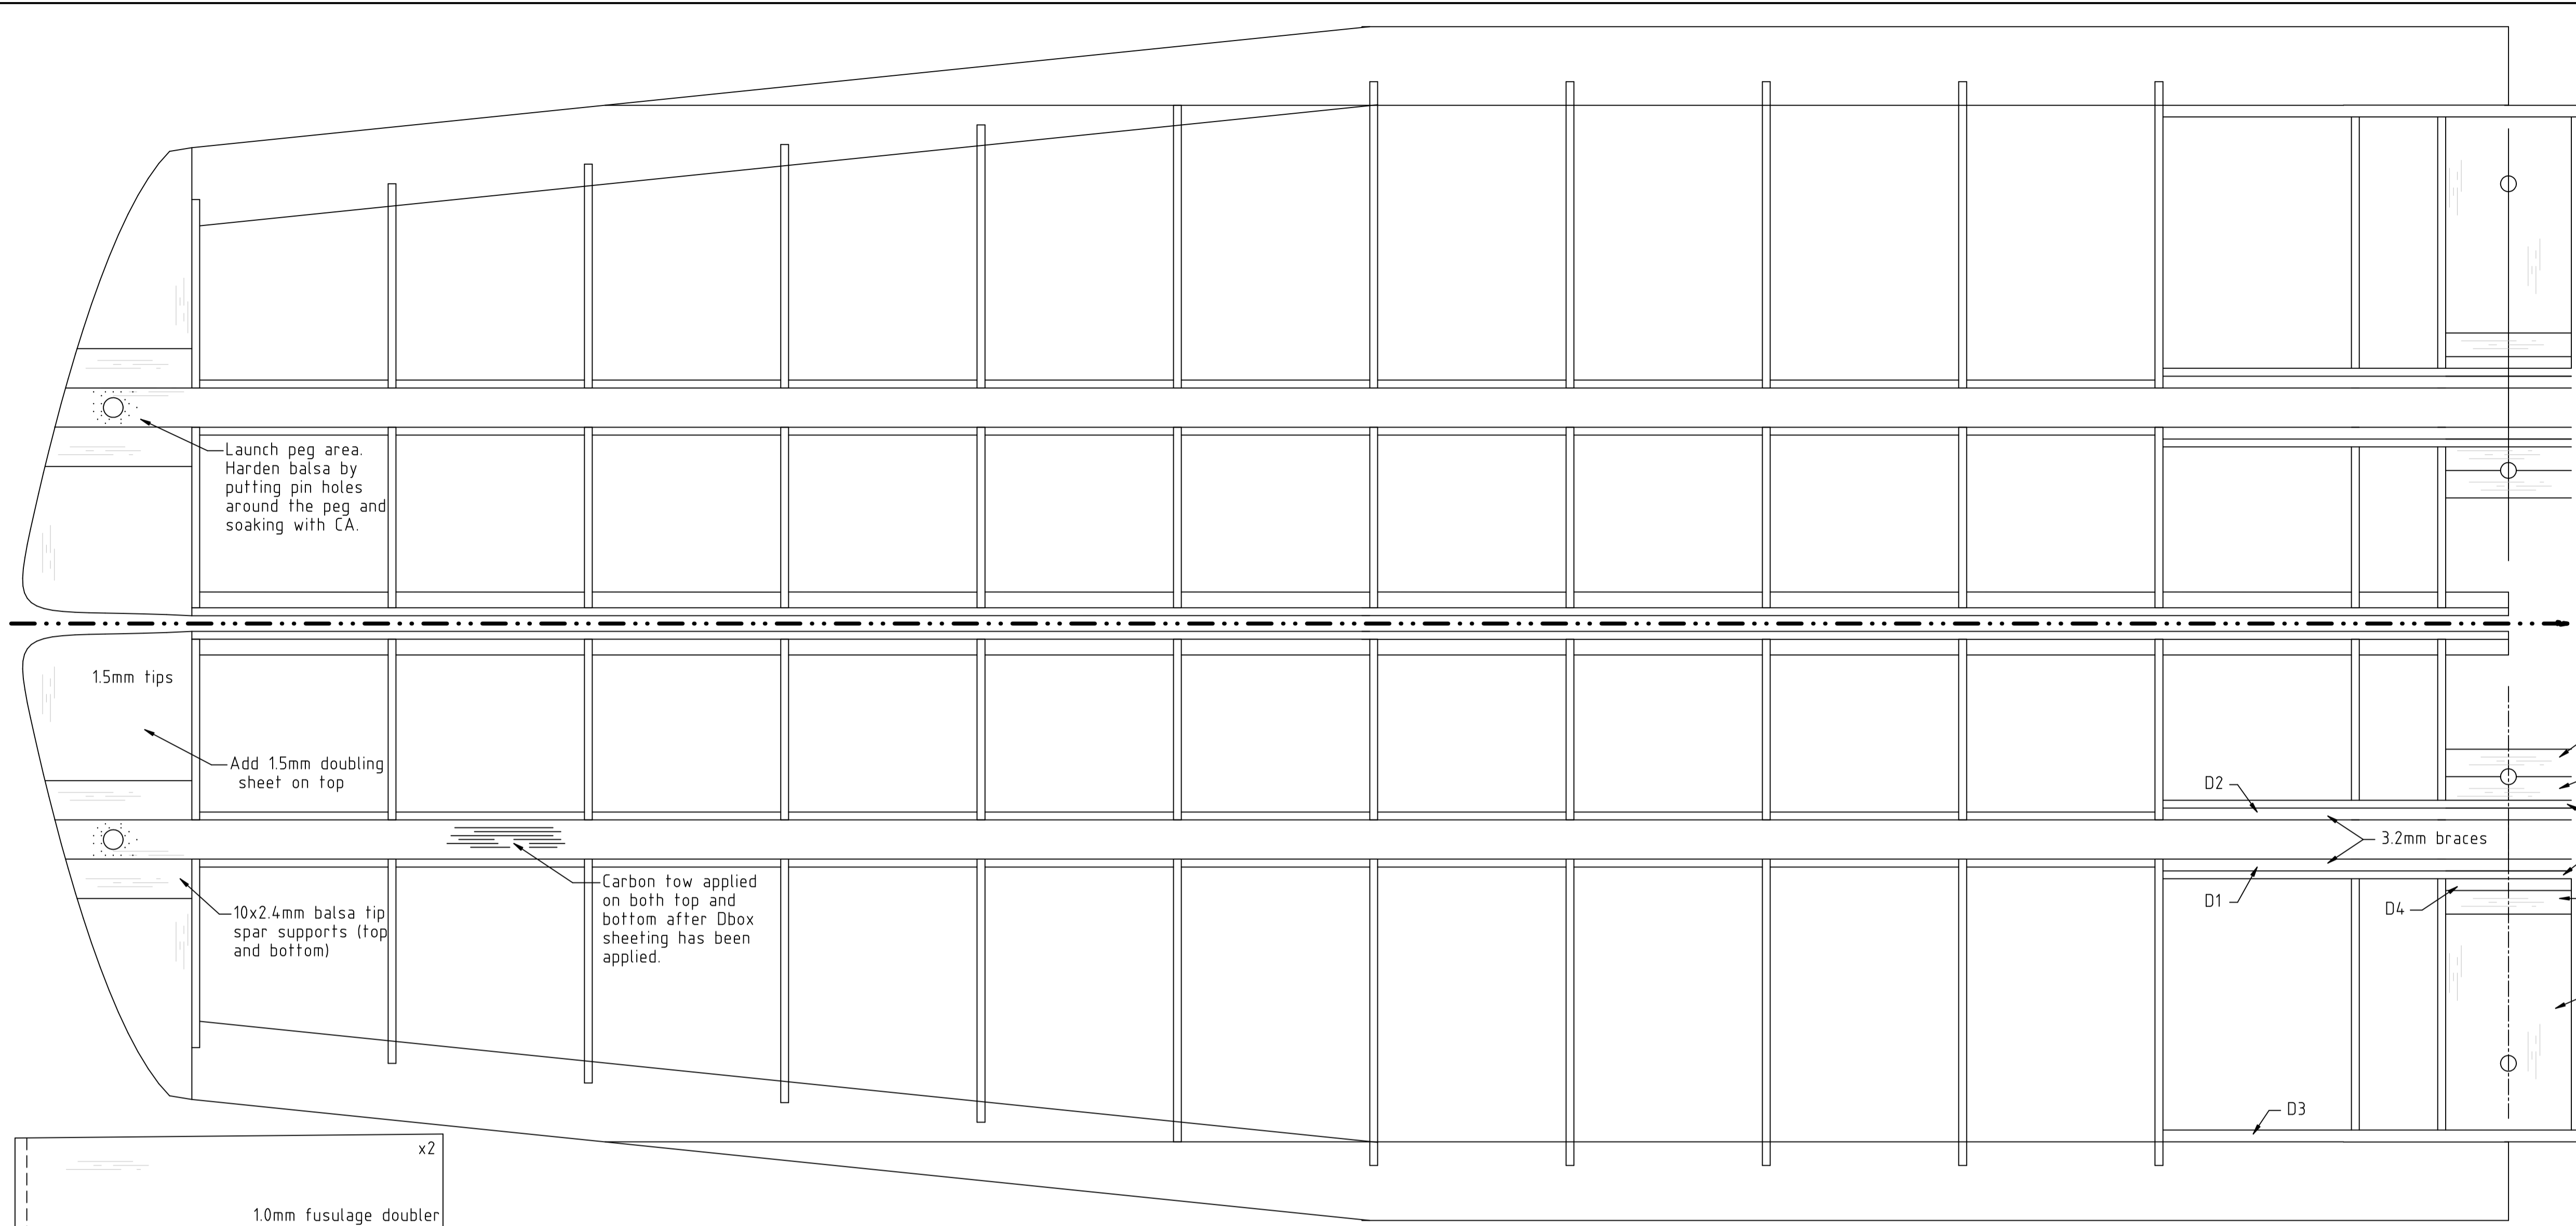 Launch peg area.
Harden balsa by
putting pin holes
around the peg and
soaking with CA.
1.5mm tips
Add 1.5mm doubling
sheet on top
D2
3.2mm braces
D1
D4
Carbon tow applied
on both top and
bottom after Dbox
sheeting has been
applied.
10x2.4mm balsa tip
spar supports (top
and bottom)
D3
x2
1.0mm fusulage doubler